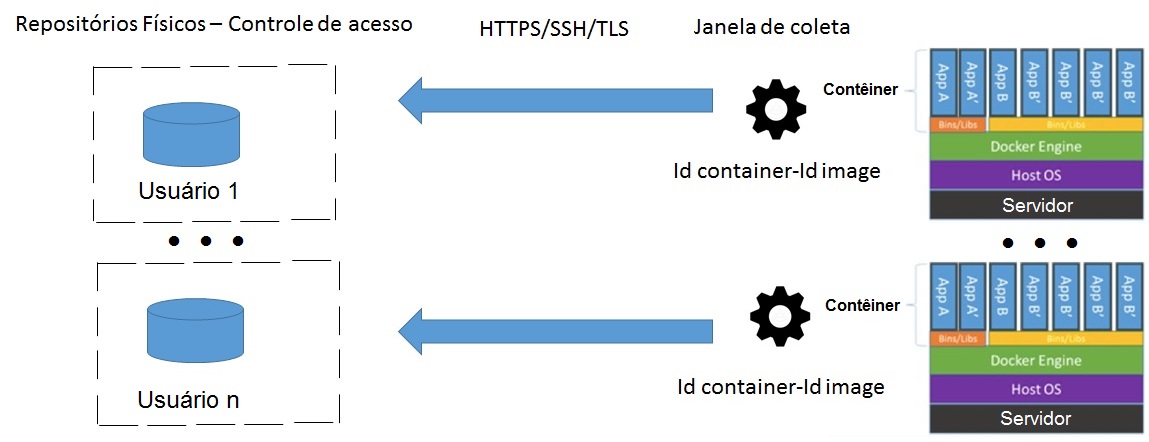 Repositórios Físicos – Controle de acesso
HTTPS/SSH/TLS
Janela de coleta
Usuário 1
Contêiner
Id container-Id image
App A
App A'
App B
App B'
App B'
App B'
App B'
Bins/Libs
Bins/Libs
Docker Engine
Host OS
Servidor
Usuário n
Contêiner
Id container-Id image
App A
App A'
App B
App B'
App B'
App B'
App B'
Bins/Libs
Bins/Libs
Docker Engine
Host OS
Servidor